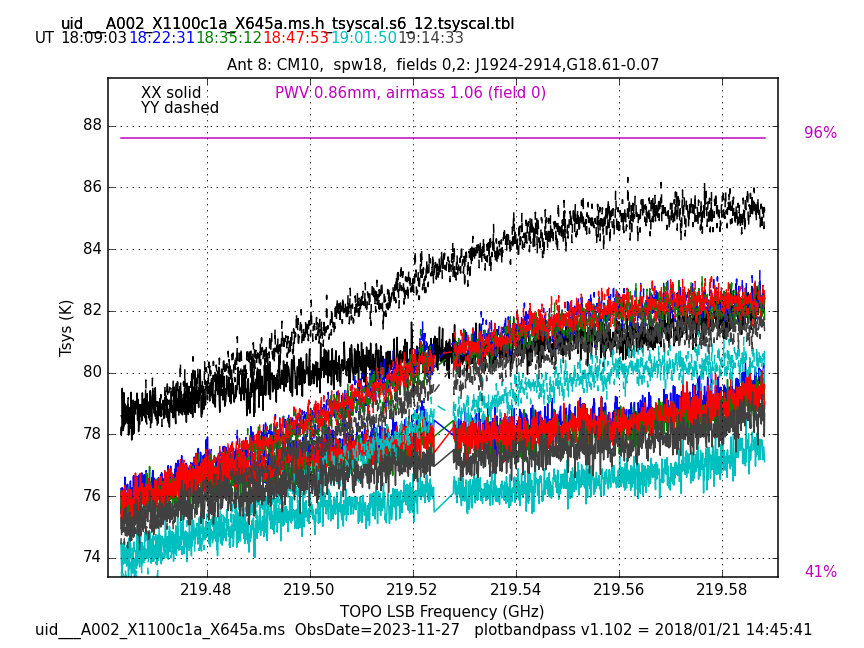 uid___A002_X1100c1a_X645a.ms.h_tsyscal.s6_12.tsyscal.tbl
UT 18:09:03 18:22:31 18:35:12 18:47:53 19:01:50 19:14:33
Ant 8: CM10,  spw18,  fields 0,2: J1924-2914,G18.61-0.07
XX solid PWV 0.86mm, airmass 1.06 (field 0)
YY dashed
88
96%
86
84
82
Tsys (K)
80
78
76
74
41%
219.48 219.50 219.52 219.54 219.56 219.58
TOPO LSB Frequency (GHz)
uid___A002_X1100c1a_X645a.ms  ObsDate=2023-11-27   plotbandpass v1.102 = 2018/01/21 14:45:41